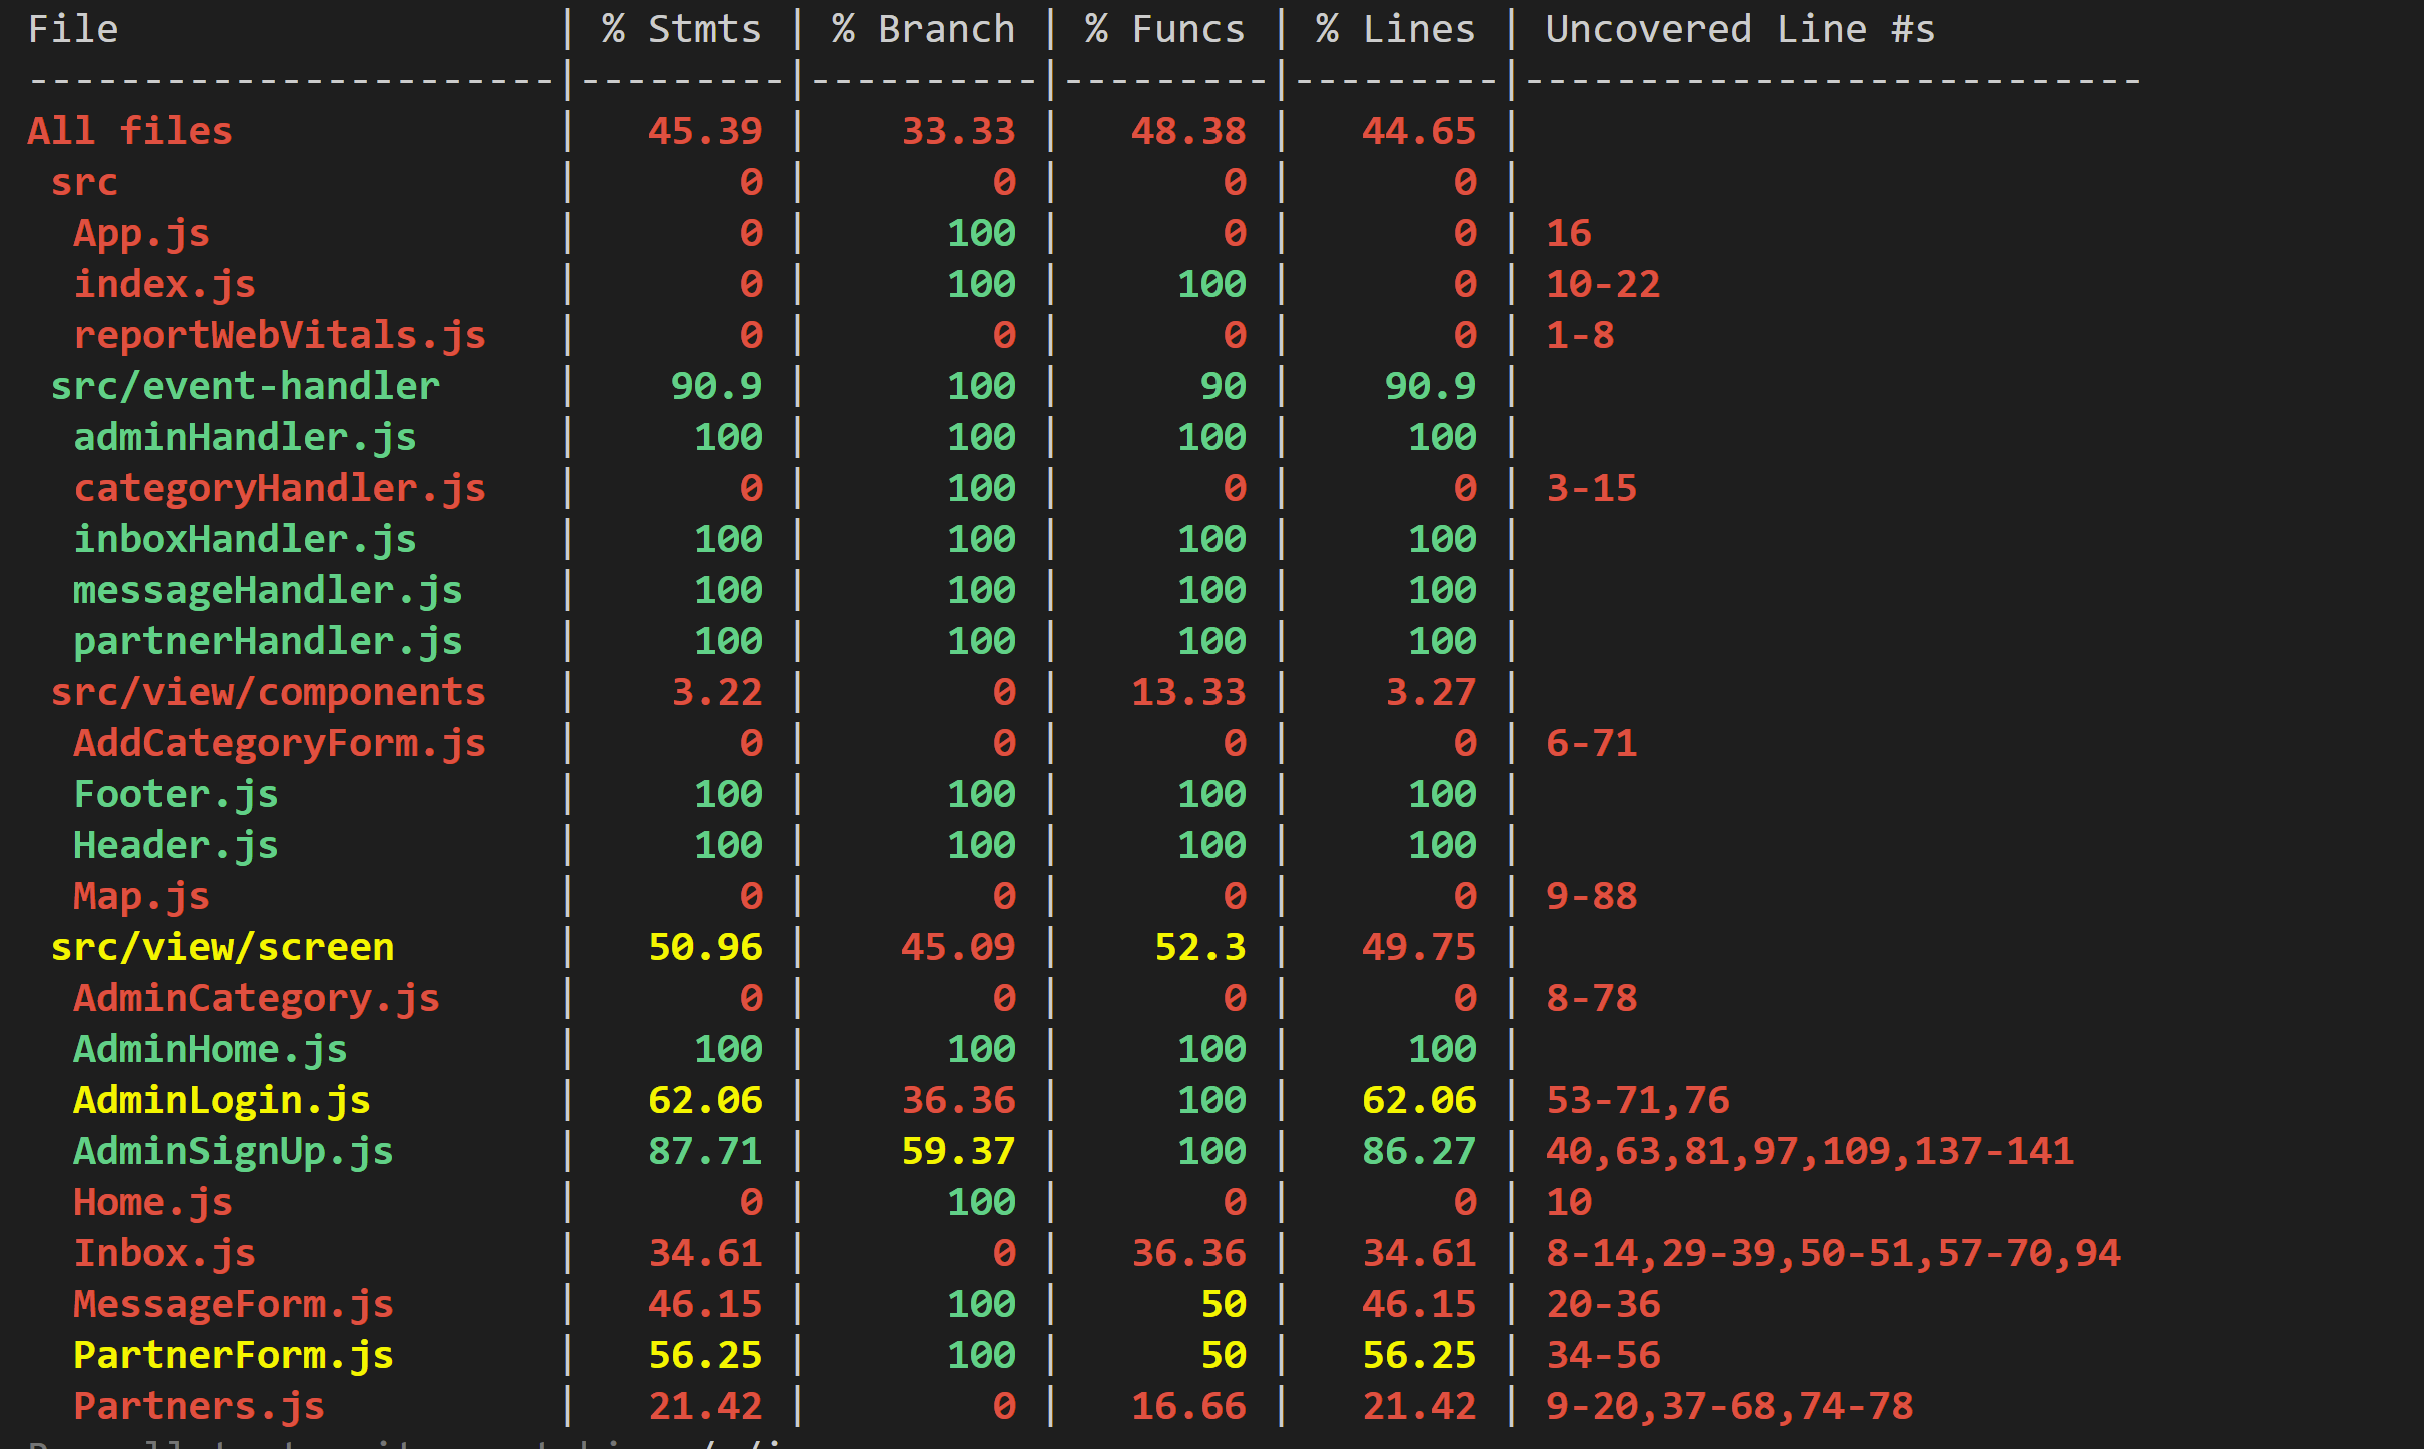 File | % Stmts | % Branch | % Funcs | % Lines | Uncovered Line #s
-----------------------|---------|----------|---------|---------|---------------------------
All files | 45.39 | 33.33 | 48.38 | 44.65 |
src | 0 | 0 | 0 | 0 |
App.js | 0 | 100 | 0 | 0 | 16
index.js | 0 | 100 | 100 | 0 | 10-22
reportWebVitals.js | 0 | 0 | 0 | 0 | 1-8
src/event-handler | 90.9 | 100 | 90 | 90.9 |
adminHandler.js | 100 | 100 | 100 | 100 |
categoryHandler.js | 0 | 100 | 0 | 0 | 3-15
inboxHandler.js | 100 | 100 | 100 | 100 |
messageHandler.js | 100 | 100 | 100 | 100 |
partnerHandler.js | 100 | 100 | 100 | 100 |
src/view/components | 3.22 | 0 | 13.33 | 3.27 |
AddCategoryForm.js | 0 | 0 | 0 | 0 | 6-71
Footer.js | 100 | 100 | 100 | 100 |
Header.js | 100 | 100 | 100 | 100 |
Map.js | 0 | 0 | 0 | 0 | 9-88
src/view/screen | 50.96 | 45.09 | 52.3 | 49.75 |
AdminCategory.js | 0 | 0 | 0 | 0 | 8-78
AdminHome.js | 100 | 100 | 100 | 100 |
AdminLogin.js | 62.06 | 36.36 | 100 | 62.06 | 53-71,76
AdminSignUp.js | 87.71 | 59.37 | 100 | 86.27 | 40,63,81,97,109,137-141
Home.js | 0 | 100 | 0 | 0 | 10
Inbox.js | 34.61 | 0 | 36.36 | 34.61 | 8-14,29-39,50-51,57-70,94
MessageForm.js | 46.15 | 100 | 50 | 46.15 | 20-36
PartnerForm.js | 56.25 | 100 | 50 | 56.25 | 34-56
Partners.js | 21.42 | 0 | 16.66 | 21.42 | 9-20,37-68,74-78